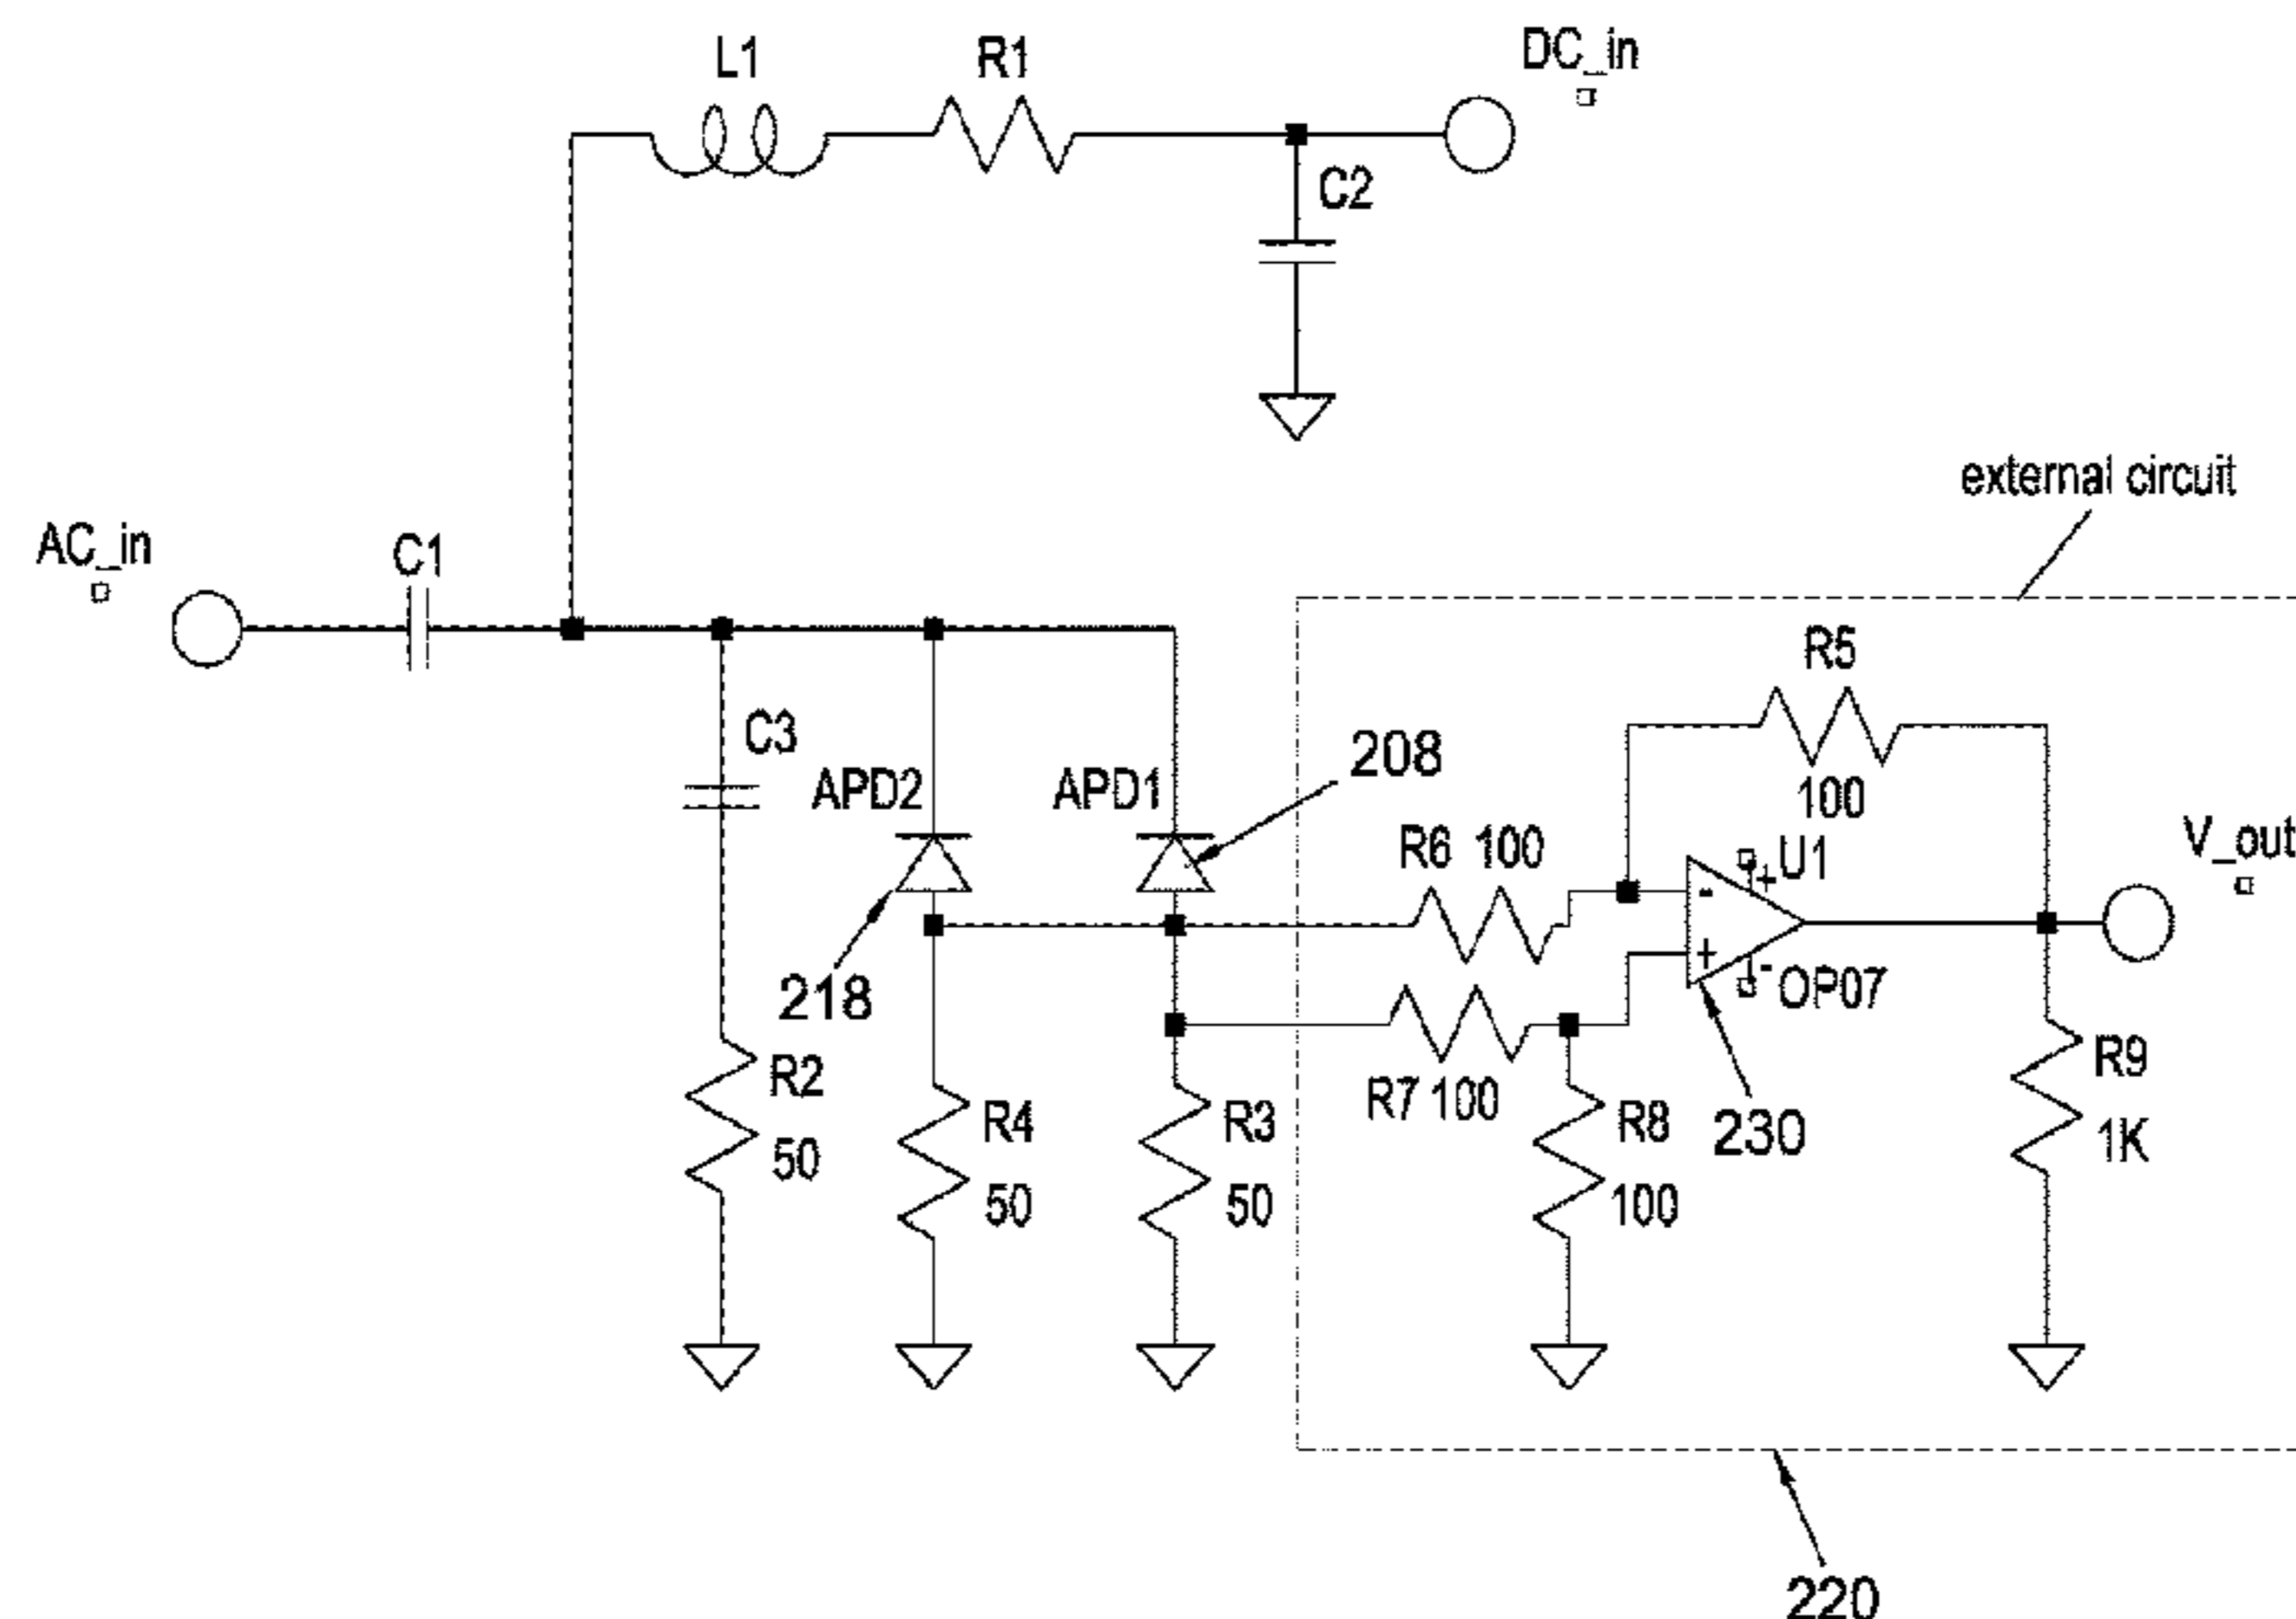 L1
R1
DC_in
C2
external circuit
AC_in
C1
R5
100
C3
208
APD2
APD1
R6 100
U1
V_out
-
+
+
-
OP07
218
R2
50
R7 100
R4
50
R3
50
R8
100
230
R9
1K
220